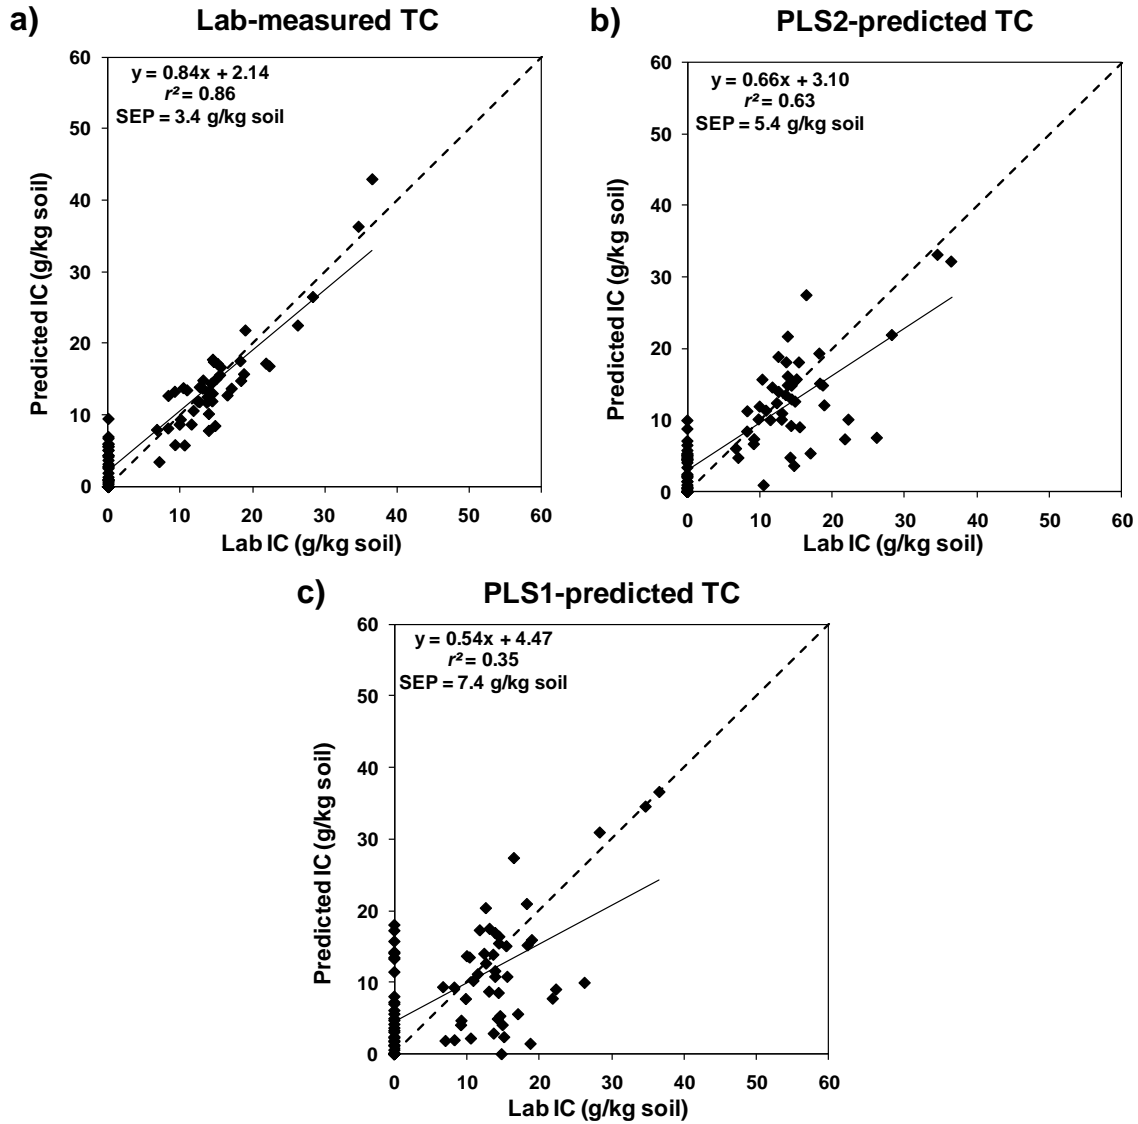 a)
Lab-measured TC
y = 0.84x + 2.14
r² = 0.86
SEP = 3.4 g/kg soil
Predicted IC (g/kg soil)
60
50
40
30
20
10
0
0 10 20 30 40 50 60
Lab IC (g/kg soil)
b)
PLS2-predicted TC
y = 0.66x + 3.10
r² = 0.63
SEP = 5.4 g/kg soil
Predicted IC (g/kg soil)
60
50
40
30
20
10
0
0 10 20 30 40 50 60
Lab IC (g/kg soil)
c)
PLS1-predicted TC
y = 0.54x + 4.47
r² = 0.35
SEP = 7.4 g/kg soil
Predicted IC (g/kg soil)
60
50
40
30
20
10
0
0 10 20 30 40 50 60
Lab IC (g/kg soil)